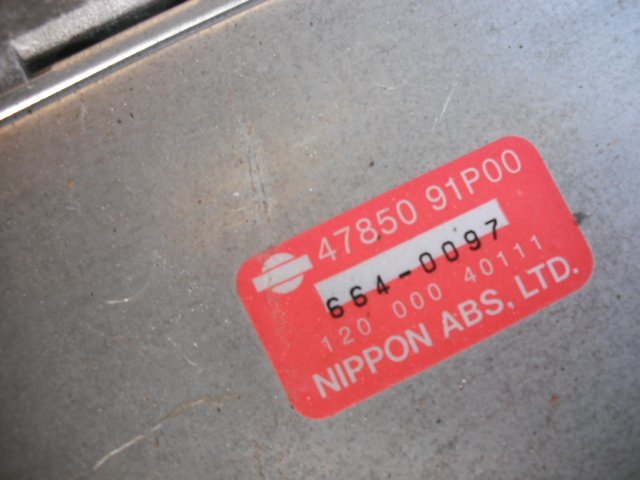 47850 91P00
664-0097
120 000 40111
NIPPON ABS, LTD.